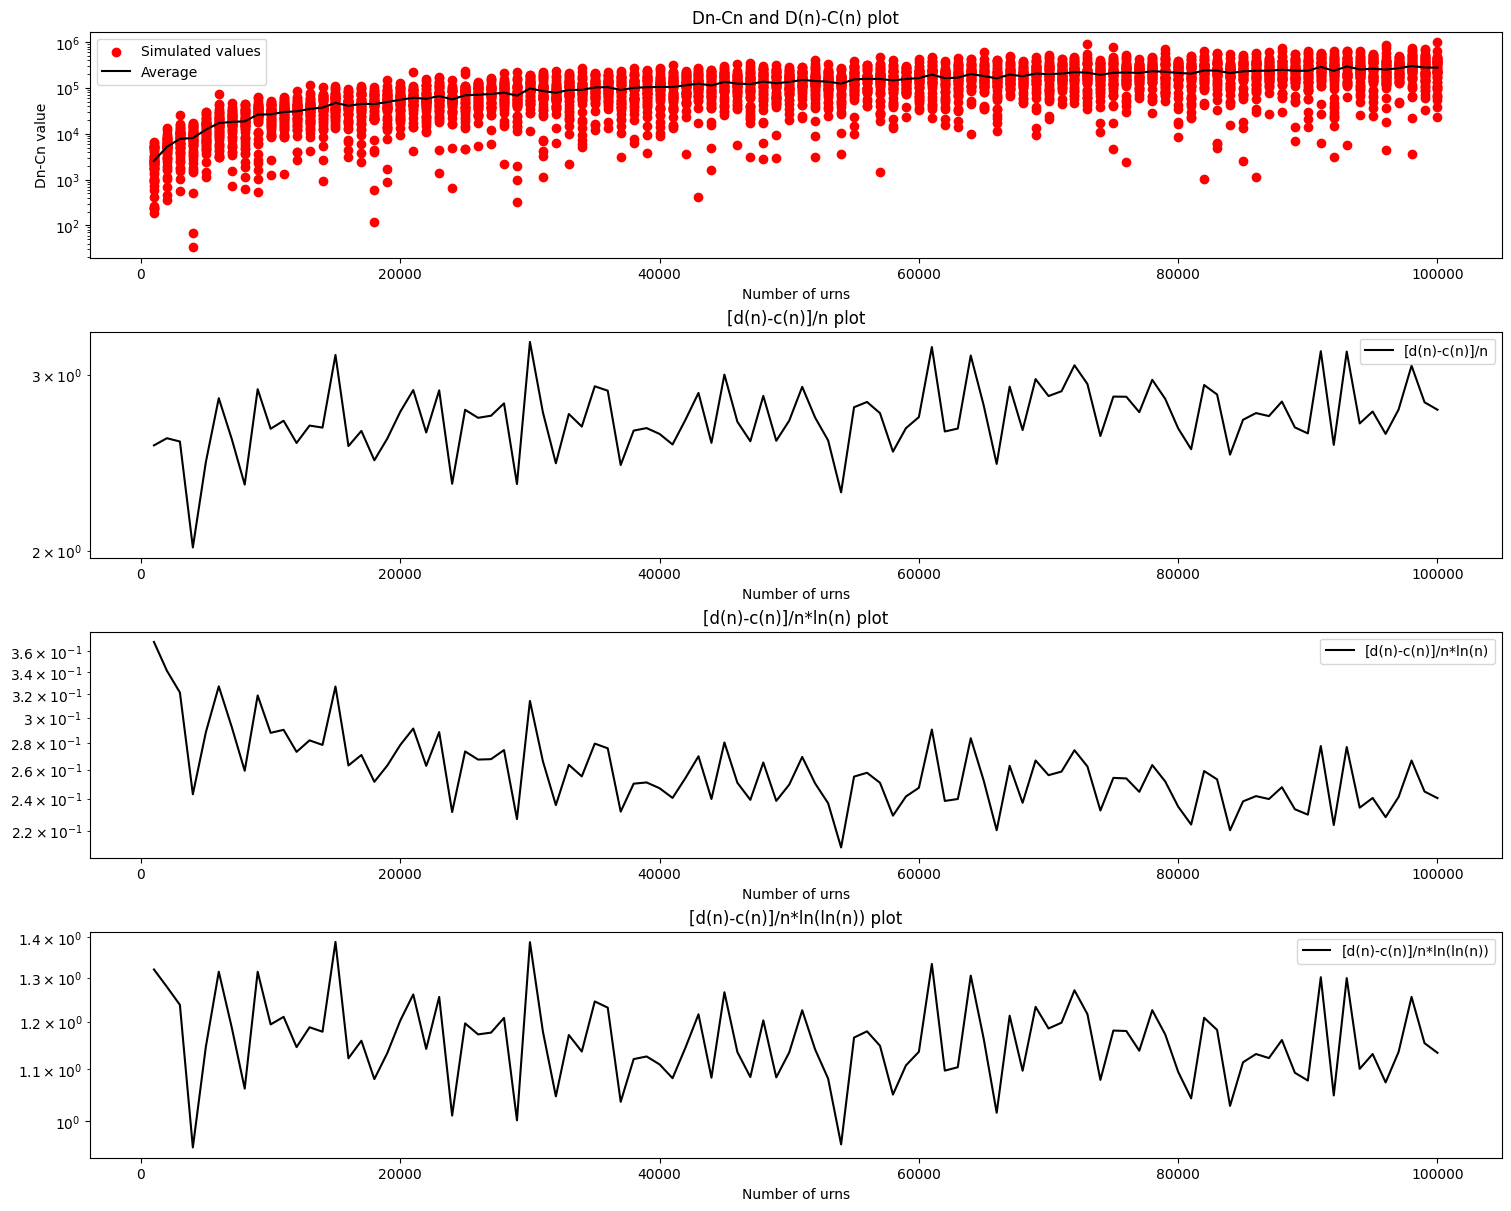 Dn-Cn and D(n)-C(n) plot
Dn-Cn value
10^6
10^5
10^4
10^3
10^2
Simulated values
Average
0 20000 40000 60000 80000 100000
Number of urns
[d(n)-c(n)]/n plot
3 × 10^0
2 × 10^0
[d(n)-c(n)]/n
0 20000 40000 60000 80000 100000
Number of urns
[d(n)-c(n)]/n*ln(n) plot
3.6 × 10^-1
3.4 × 10^-1
3.2 × 10^-1
3 × 10^-1
2.8 × 10^-1
2.6 × 10^-1
2.4 × 10^-1
2.2 × 10^-1
[d(n)-c(n)]/n*ln(n)
0 20000 40000 60000 80000 100000
Number of urns
[d(n)-c(n)]/n*ln(ln(n)) plot
1.4 × 10^0
1.3 × 10^0
1.2 × 10^0
1.1 × 10^0
10^0
[d(n)-c(n)]/n*ln(ln(n))
0 20000 40000 60000 80000 100000
Number of urns